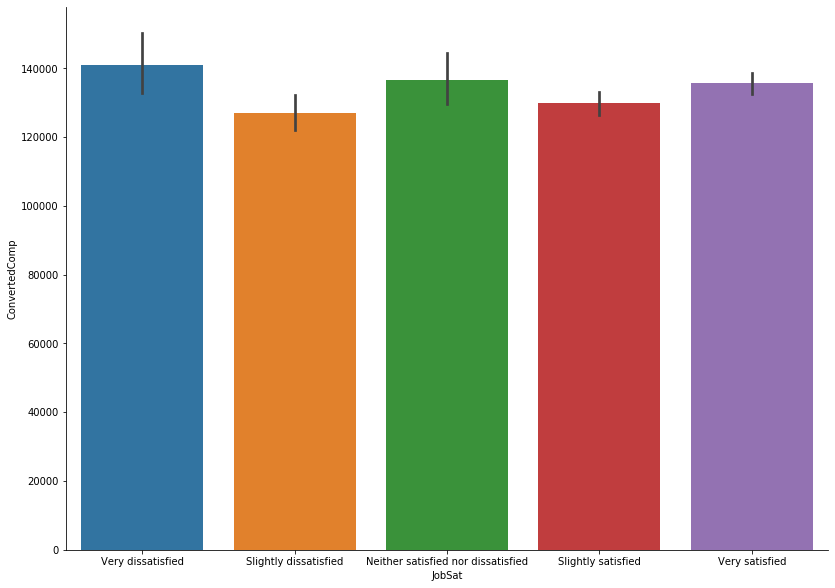 ConvertedComp
140000
120000
100000
80000
60000
40000
20000
0
Very dissatisfied
Slightly dissatisfied
Neither satisfied nor dissatisfied
Slightly satisfied
Very satisfied
JobSat